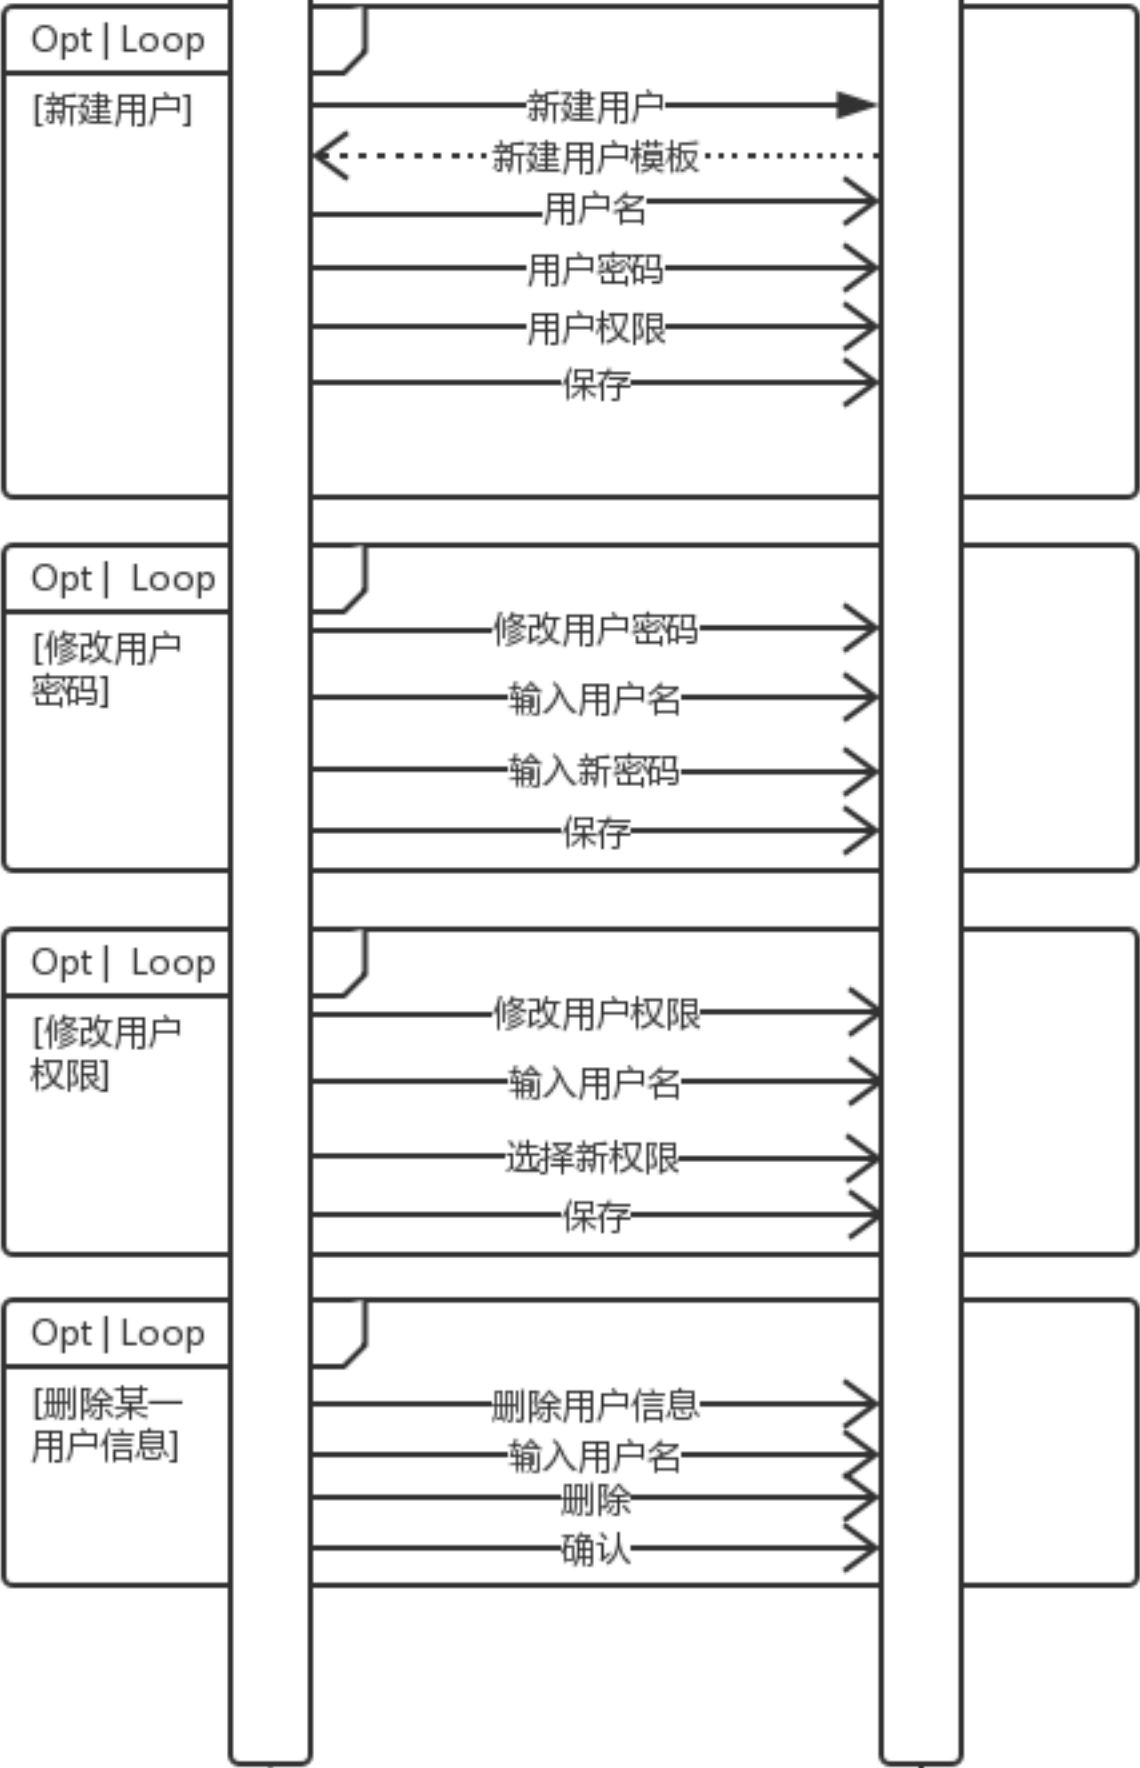 Opt | Loop
[新建用户]
新建用户
新建用户模板
用户名
用户密码
用户权限
保存
Opt | Loop
[修改用户
密码]
修改用户密码
输入用户名
输入新密码
保存
Opt | Loop
[修改用户
权限]
修改用户权限
输入用户名
选择新权限
保存
Opt | Loop
[删除某一
用户信息]
删除用户信息
输入用户名
删除
确认